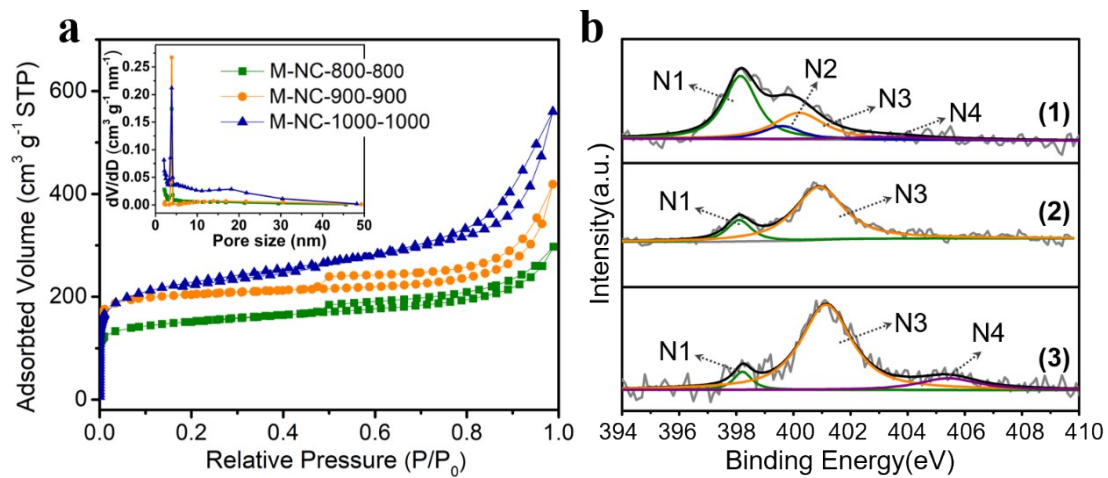 a
Adsorbted Volume (cm³ g⁻¹ STP)
600
400
200
0
0.0 0.2 0.4 0.6 0.8 1.0
Relative Pressure (P/P₀)
dV/dD (cm³ g⁻¹ nm⁻¹)
0.25
0.20
0.15
0.10
0.05
0.00
0 10 20 30 40 50
Pore size (nm)
M-NC-800-800
M-NC-900-900
M-NC-1000-1000
b
Intensity(a.u.)
N1
N2
N3
N4
(1)
N1
N3
(2)
N1
N3
N4
(3)
394 396 398 400 402 404 406 408 410
Binding Energy(eV)